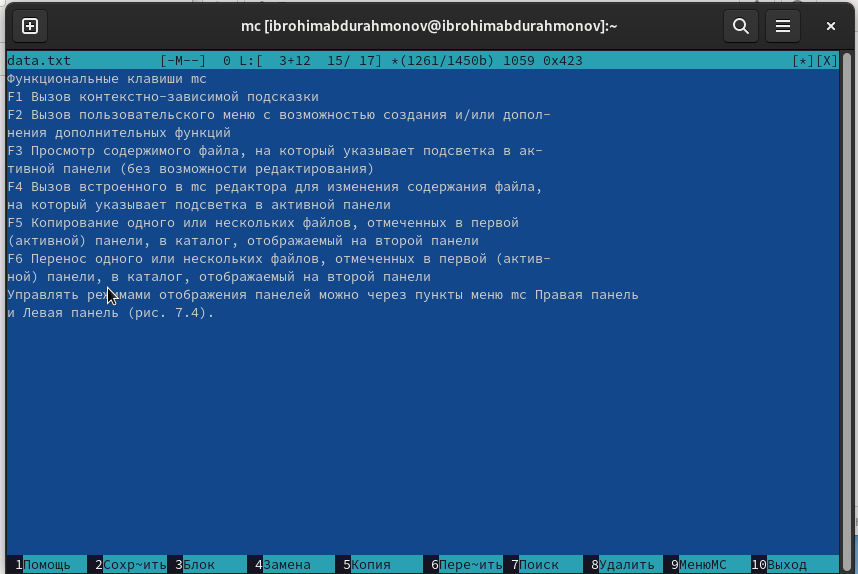 mc [ibrohimabdurahmonov@ibrohimabdurahmonov]:~
data.txt [-M--] 0 L:[ 3+12 15/ 17] *(1261/1450b) 1059 0x423 [*][X]
Функциональные клавиши mc
F1 Вызов контекстно-зависимой подсказки
F2 Вызов пользовательского меню с возможностью создания и/или допол-
нения дополнительных функций
F3 Просмотр содержимого файла, на который указывает подсветка в ак-
тивной панели (без возможности редактирования)
F4 Вызов встроенного в mc редактора для изменения содержания файла,
на который указывает подсветка в активной панели
F5 Копирование одного или нескольких файлов, отмеченных в первой
(активной) панели, в каталог, отображаемый на второй панели
F6 Перенос одного или нескольких файлов, отмеченных в первой (актив-
ной) панели, в каталог, отображаемый на второй панели
Управлять режимами отображения панелей можно через пункты меню mc Правая панель
и Левая панель (рис. 7.4).
1Помощь 2Сохр~ить 3Блок 4Замена 5Копия 6Пере~ить 7Поиск 8Удалить 9МенюMC 10Выход